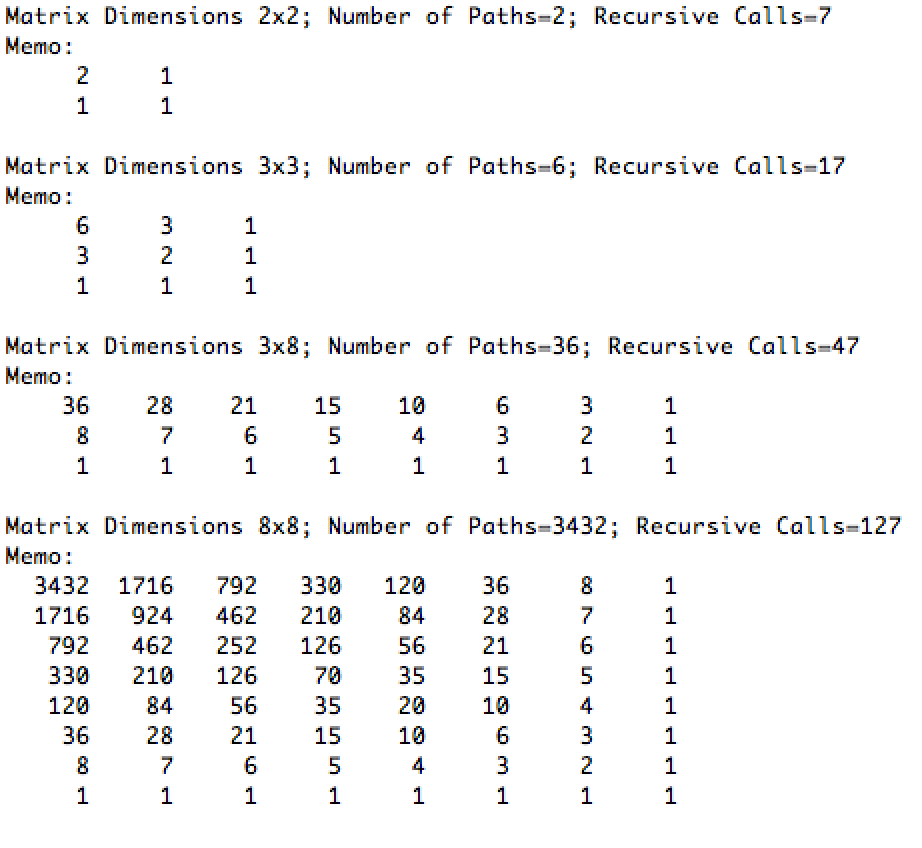 Matrix Dimensions 2x2; Number of Paths=2; Recursive Calls=7
Memo:
2 1
1 1
Matrix Dimensions 3x3; Number of Paths=6; Recursive Calls=17
Memo:
6 3 1
3 2 1
1 1 1
Matrix Dimensions 3x8; Number of Paths=36; Recursive Calls=47
Memo:
36 28 21 15 10 6 3 1
8 7 6 5 4 3 2 1
1 1 1 1 1 1 1 1
Matrix Dimensions 8x8; Number of Paths=3432; Recursive Calls=127
Memo:
3432 1716 792 330 120 36 8 1
1716 924 462 210 84 28 7 1
792 462 252 126 56 21 6 1
330 210 126 70 35 15 5 1
120 84 56 35 20 10 4 1
36 28 21 15 10 6 3 1
8 7 6 5 4 3 2 1
1 1 1 1 1 1 1 1